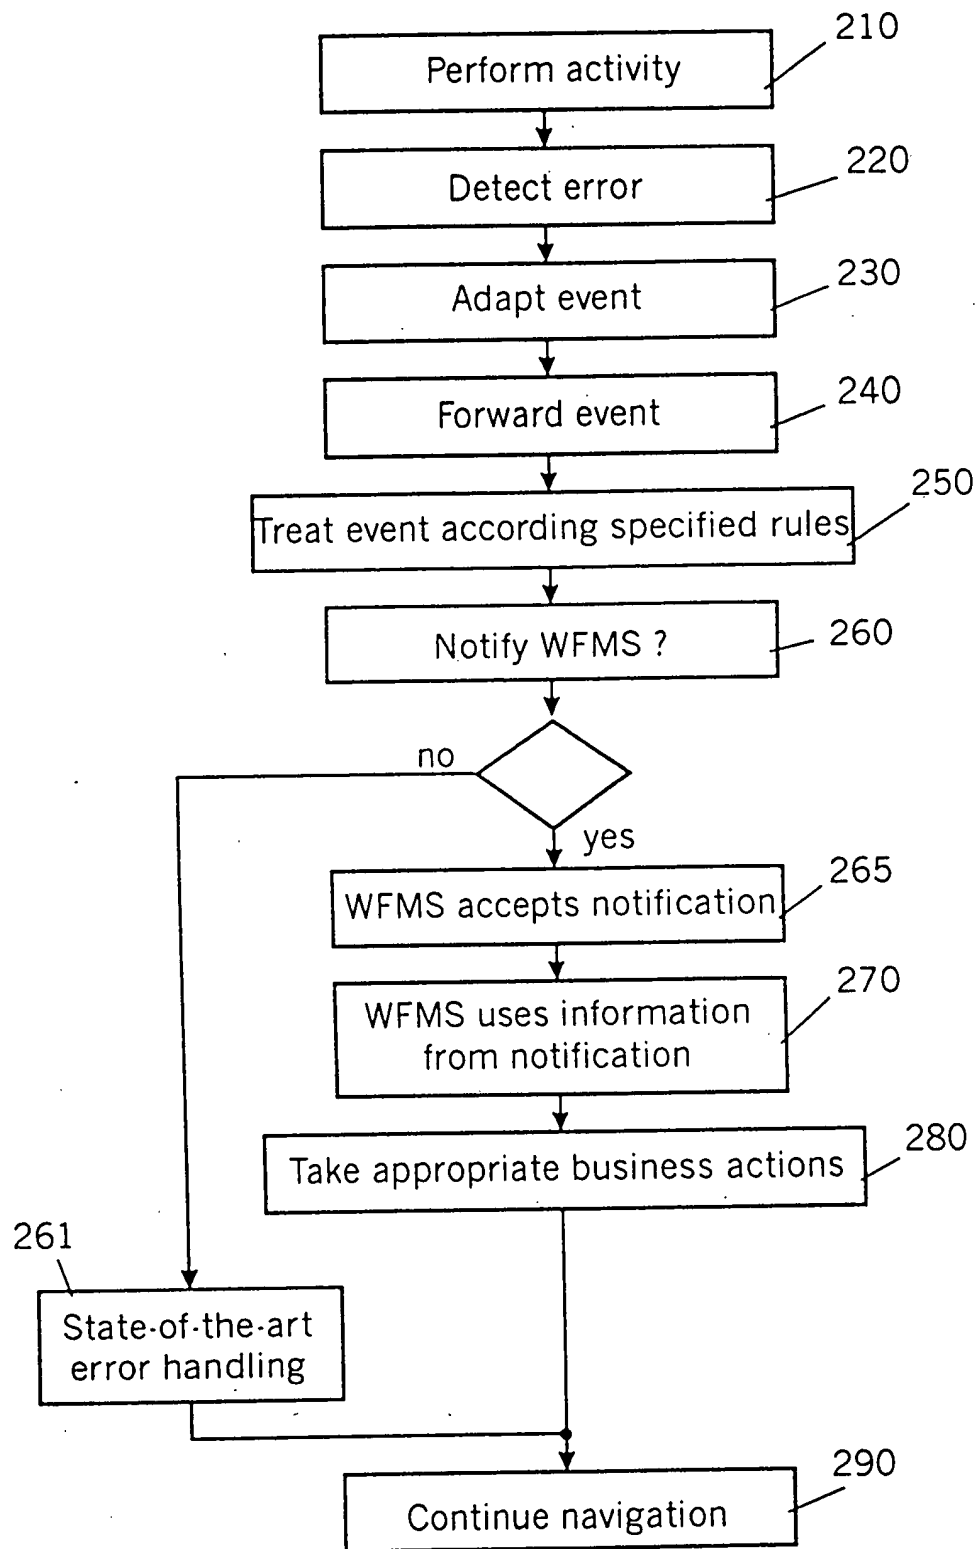 210
Perform activity
220
Detect error
230
Adapt event
240
Forward event
250
Treat event according specified rules
260
Notify WFMS ?
no
yes
265
WFMS accepts notification
270
WFMS uses information
from notification
280
Take appropriate business actions
261
State-of-the-art
error handling
290
Continue navigation